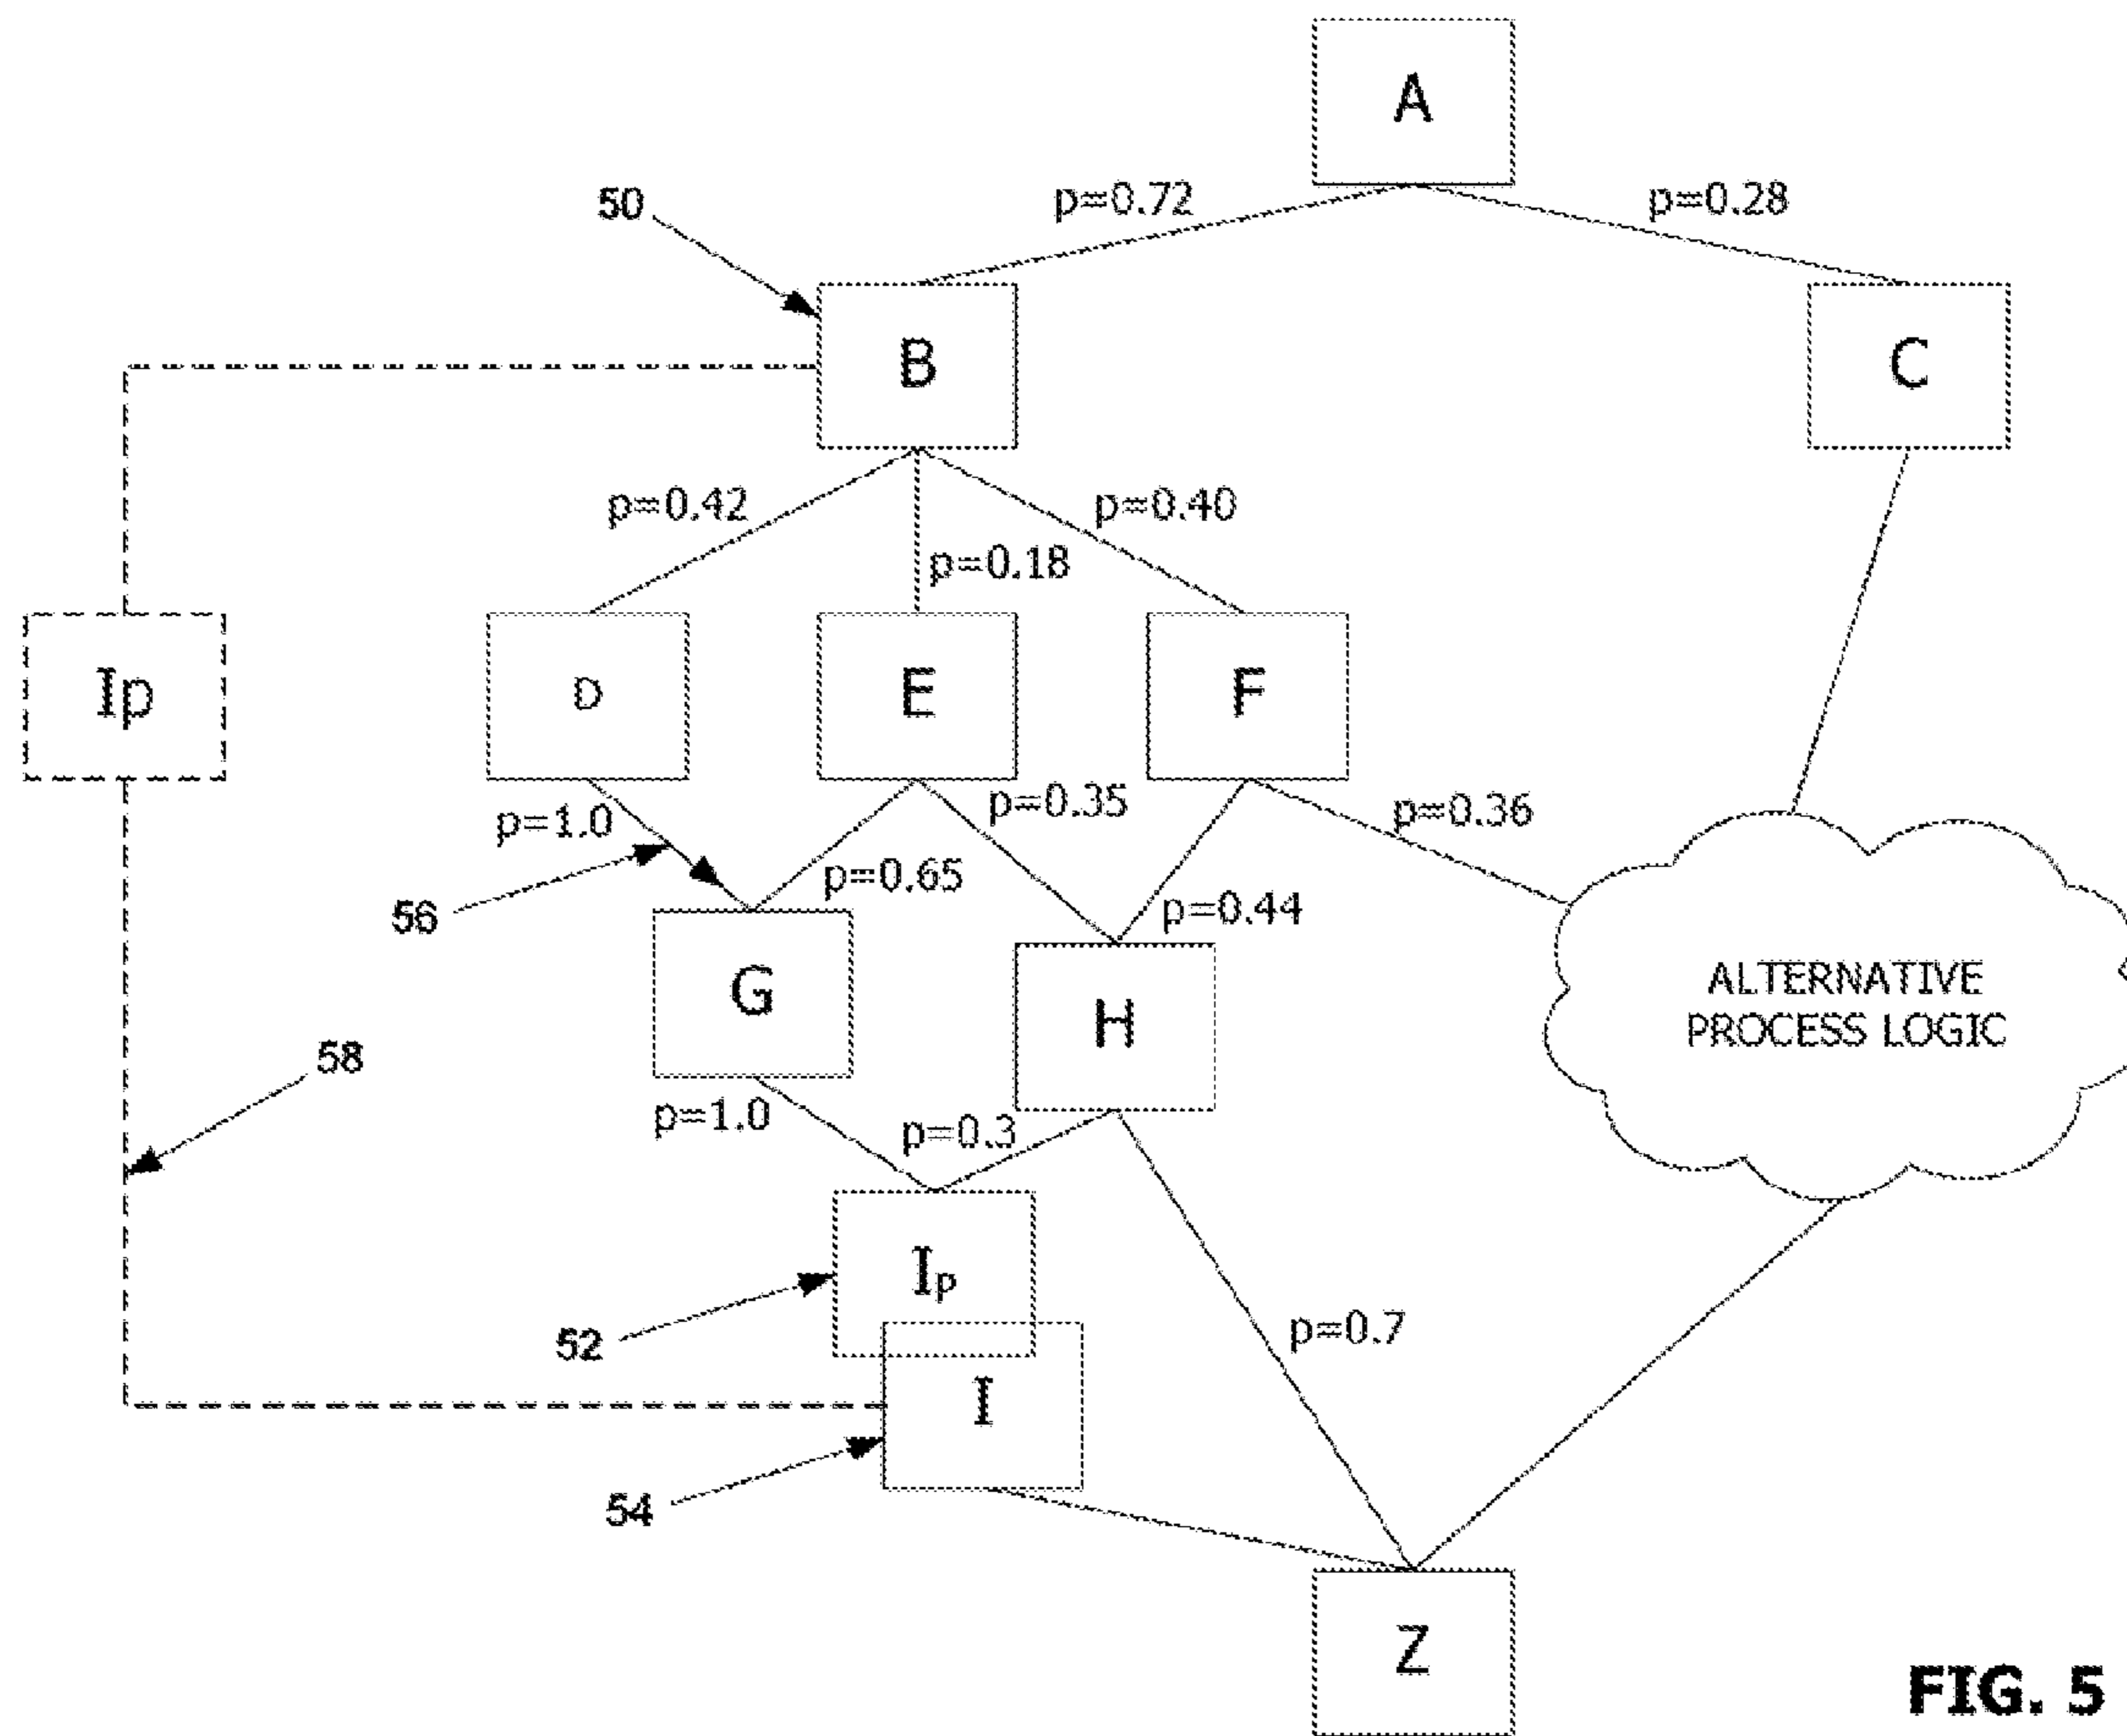 A
p=0.72
p=0.28
50
B
C
p=0.42
p=0.40
p=0.18
Ip
D
E
F
p=1.0
p=0.35
p=0.36
56
p=0.65
p=0.44
G
H
ALTERNATIVE
PROCESS LOGIC
58
p=1.0
p=0.3
Ip
52
p=0.7
I
54
Z
FIG. 5